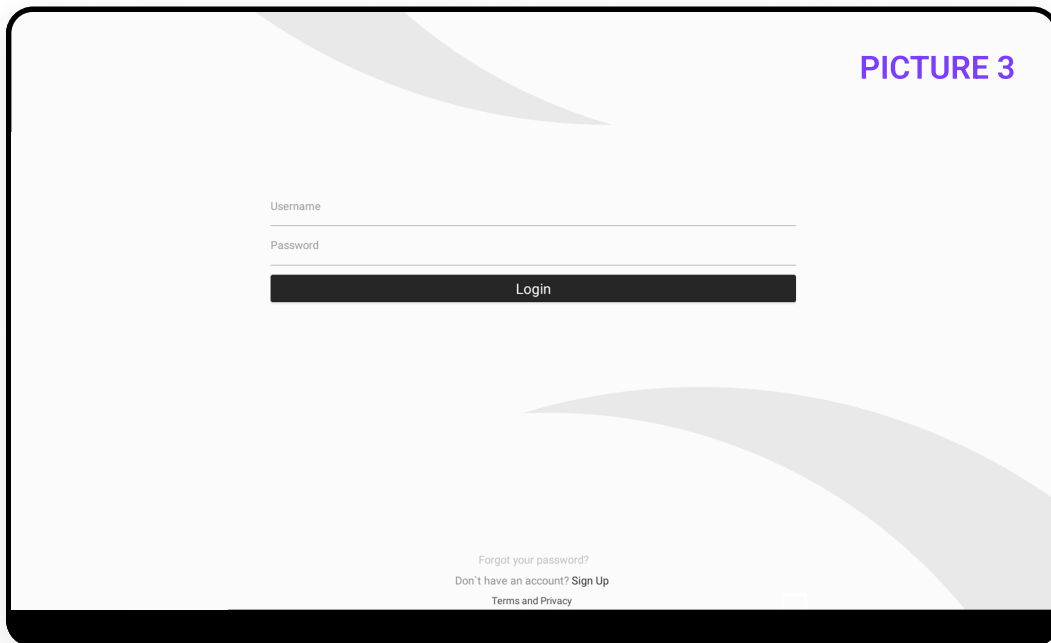 PICTURE 3
Username
Password
Login
Forgot your password?
Don`t have an account? Sign Up
Terms and Privacy